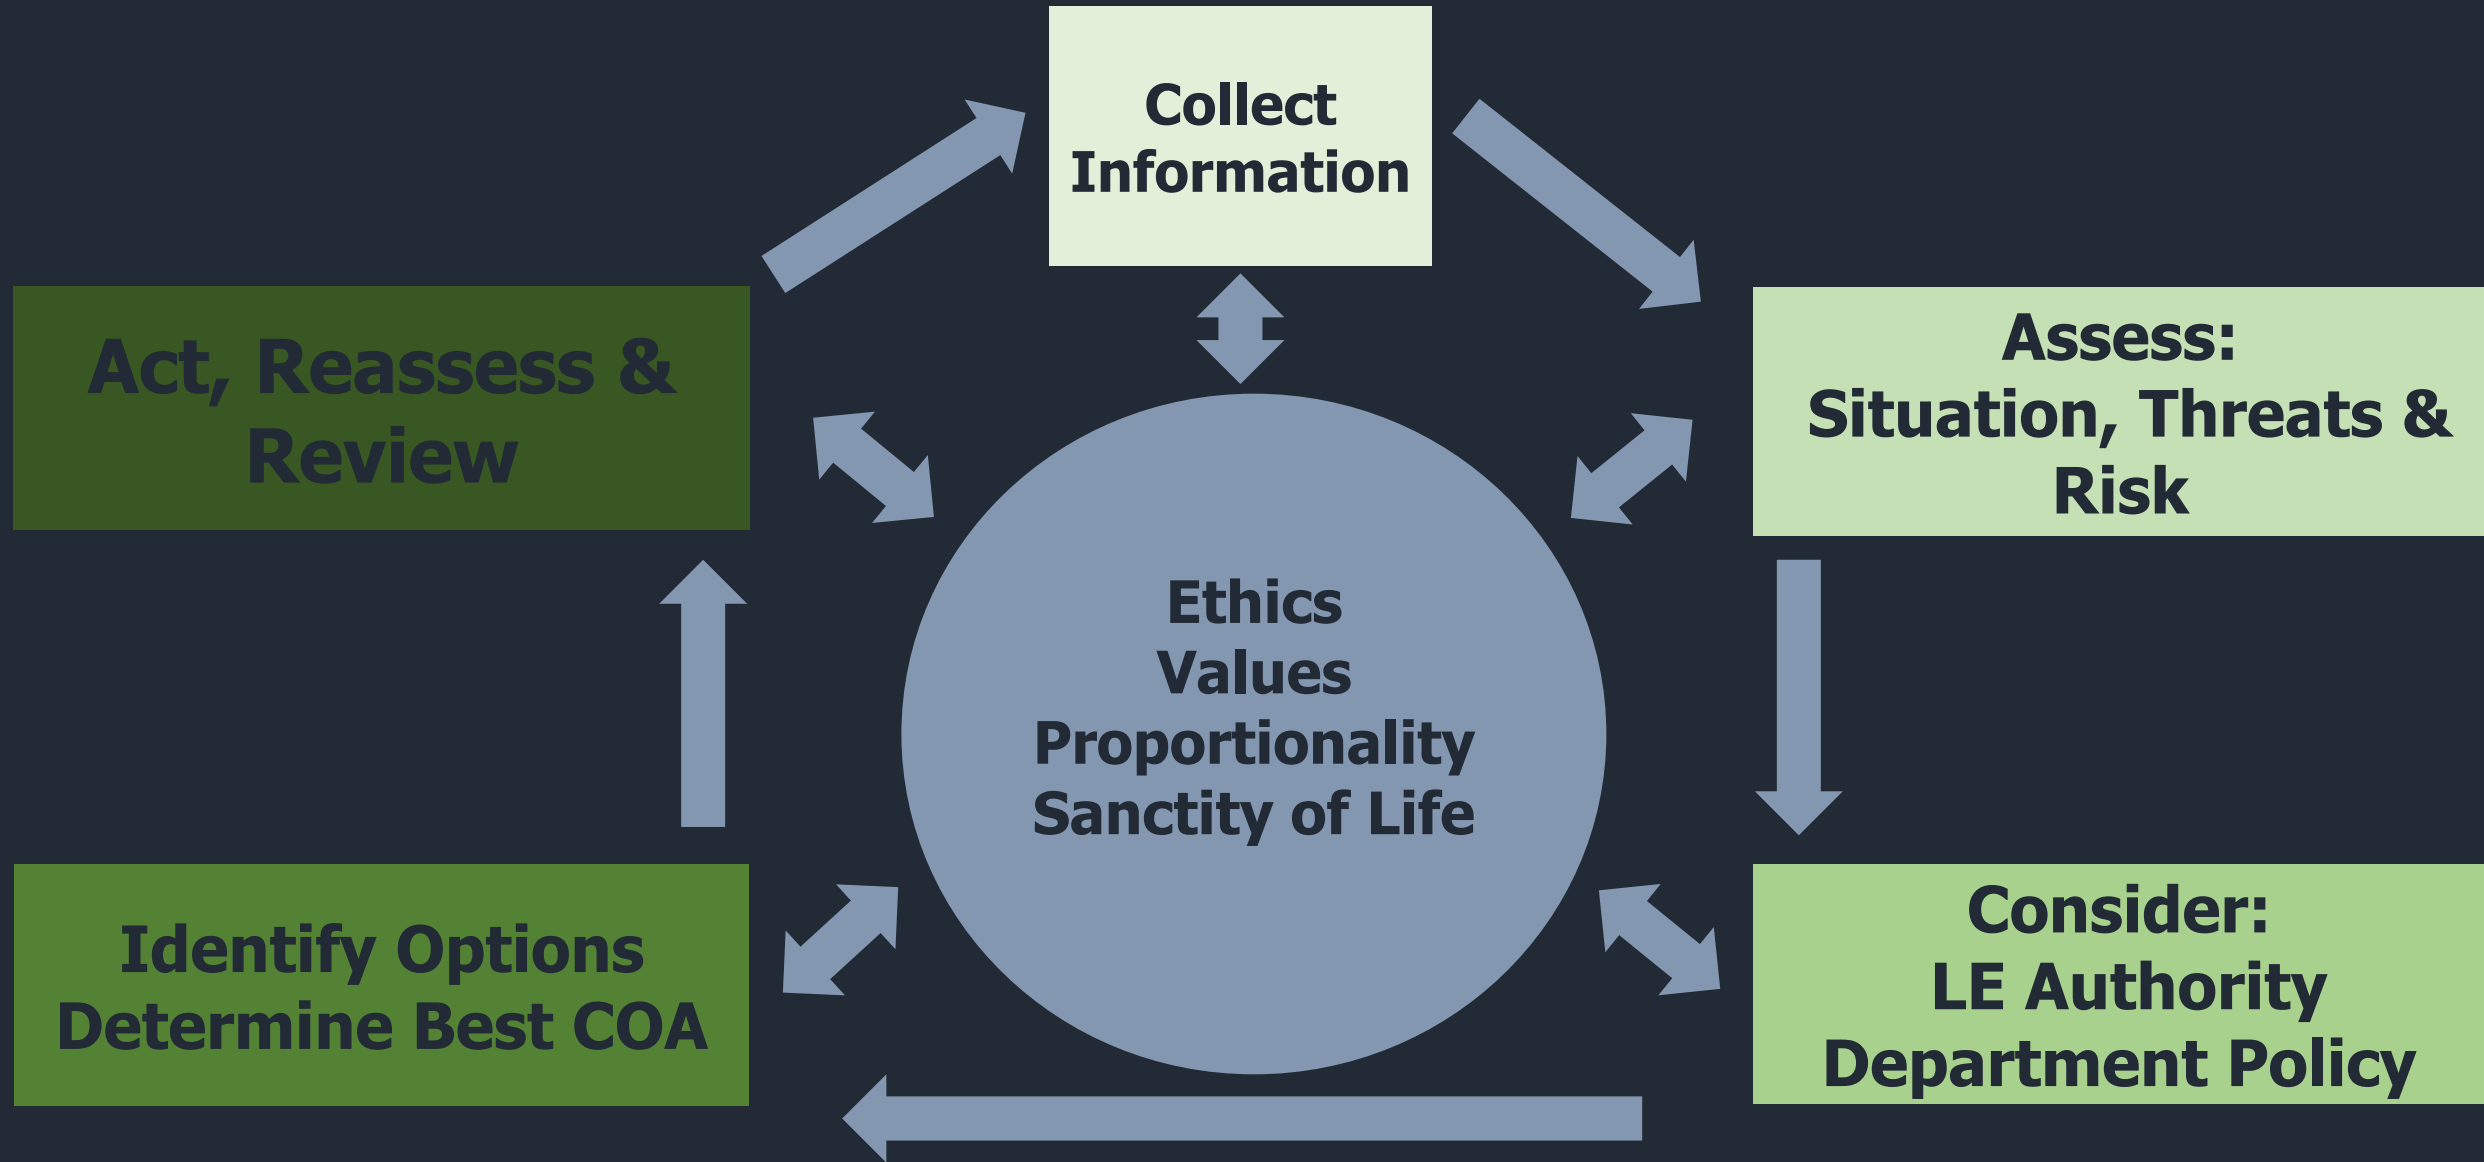 Collect
Information
Act, Reassess &
Review
Assess:
Situation, Threats &
Risk
Ethics
Values
Proportionality
Sanctity of Life
Identify Options
Determine Best COA
Consider:
LE Authority
Department Policy